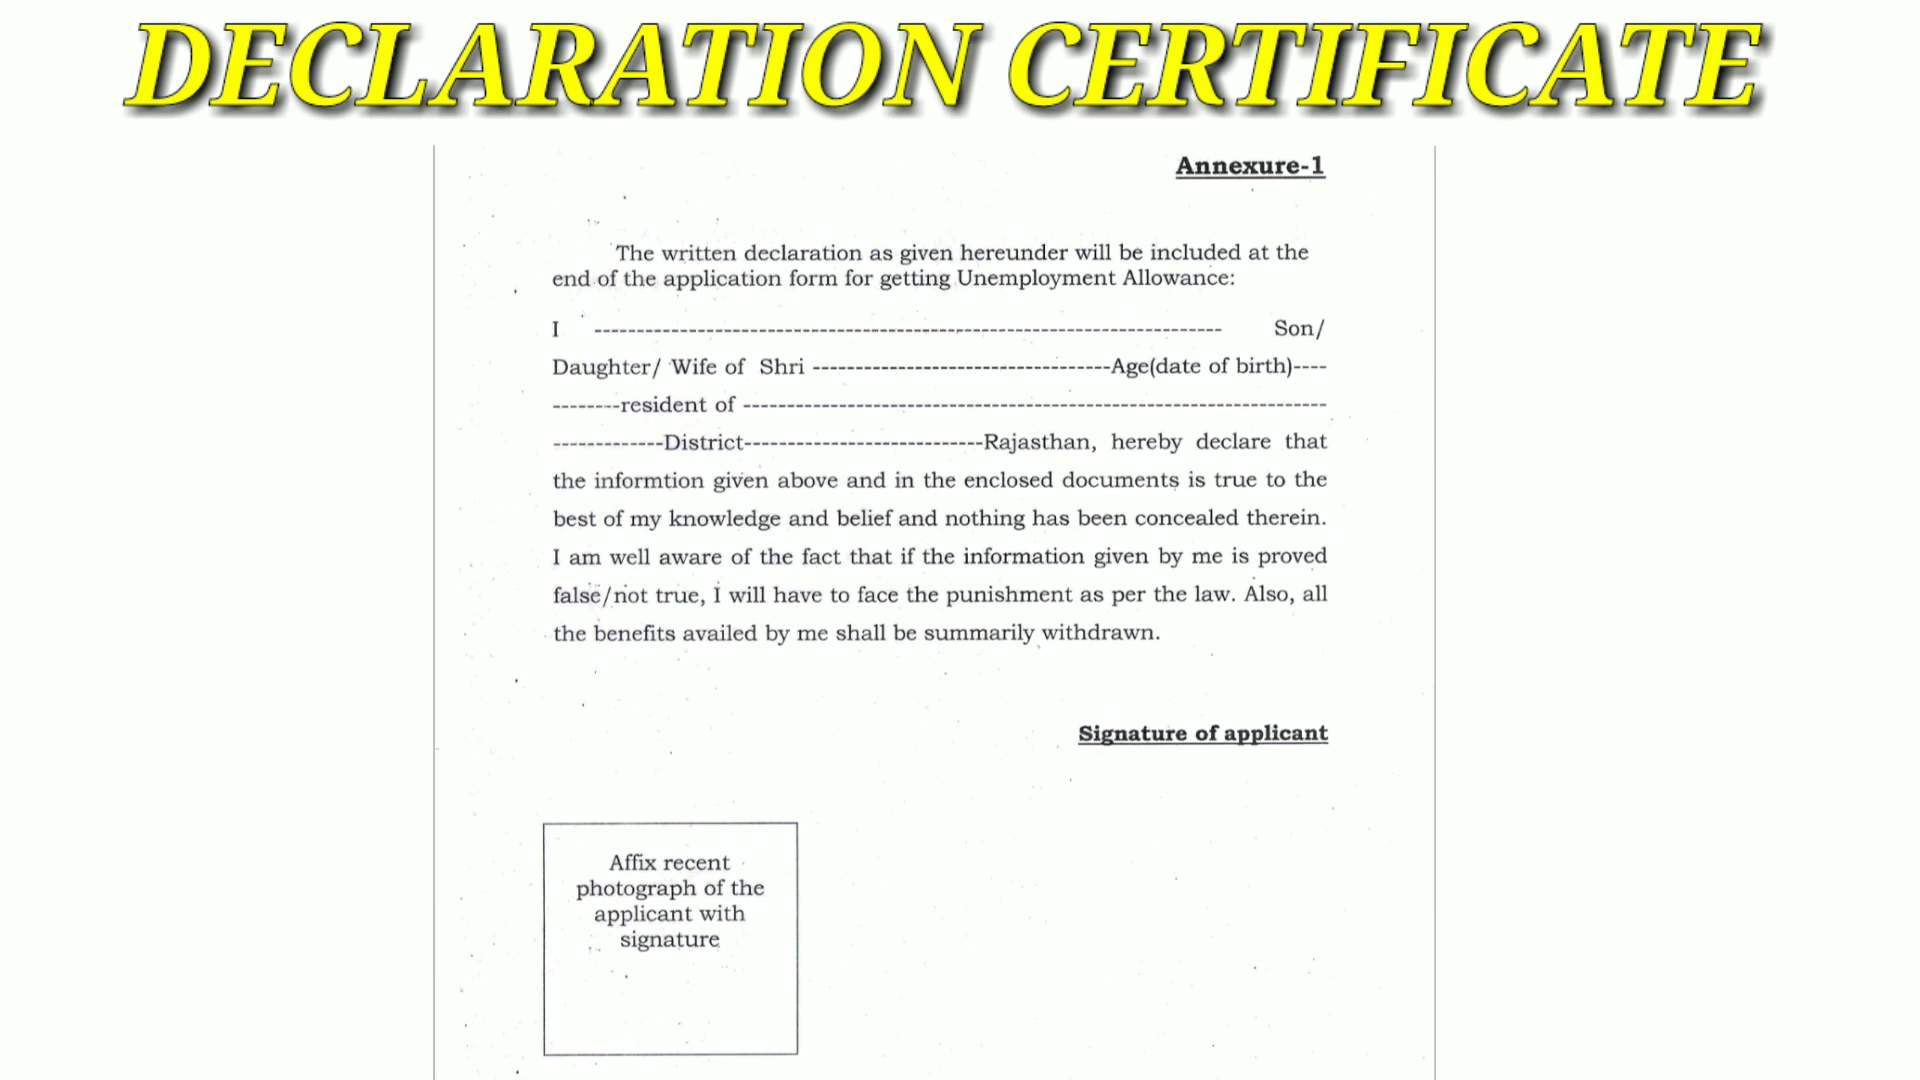 DECLARATION CERTIFICATE
Annexure-1
The written declaration as given hereunder will be included at the
end of the application form for getting Unemployment Allowance:
I -------------------------------------------------------------------------- Son/
Daughter/ Wife of Shri -----------------------------------Age(date of birth)----
--------resident of ---------------------------------------------------------------------
-------------District----------------------------Rajasthan, hereby declare that
the informtion given above and in the enclosed documents is true to the
best of my knowledge and belief and nothing has been concealed therein.
I am well aware of the fact that if the information given by me is proved
false/not true, I will have to face the punishment as per the law. Also, all
the benefits availed by me shall be summarily withdrawn.
Signature of applicant
Affix recent
photograph of the
applicant with
signature